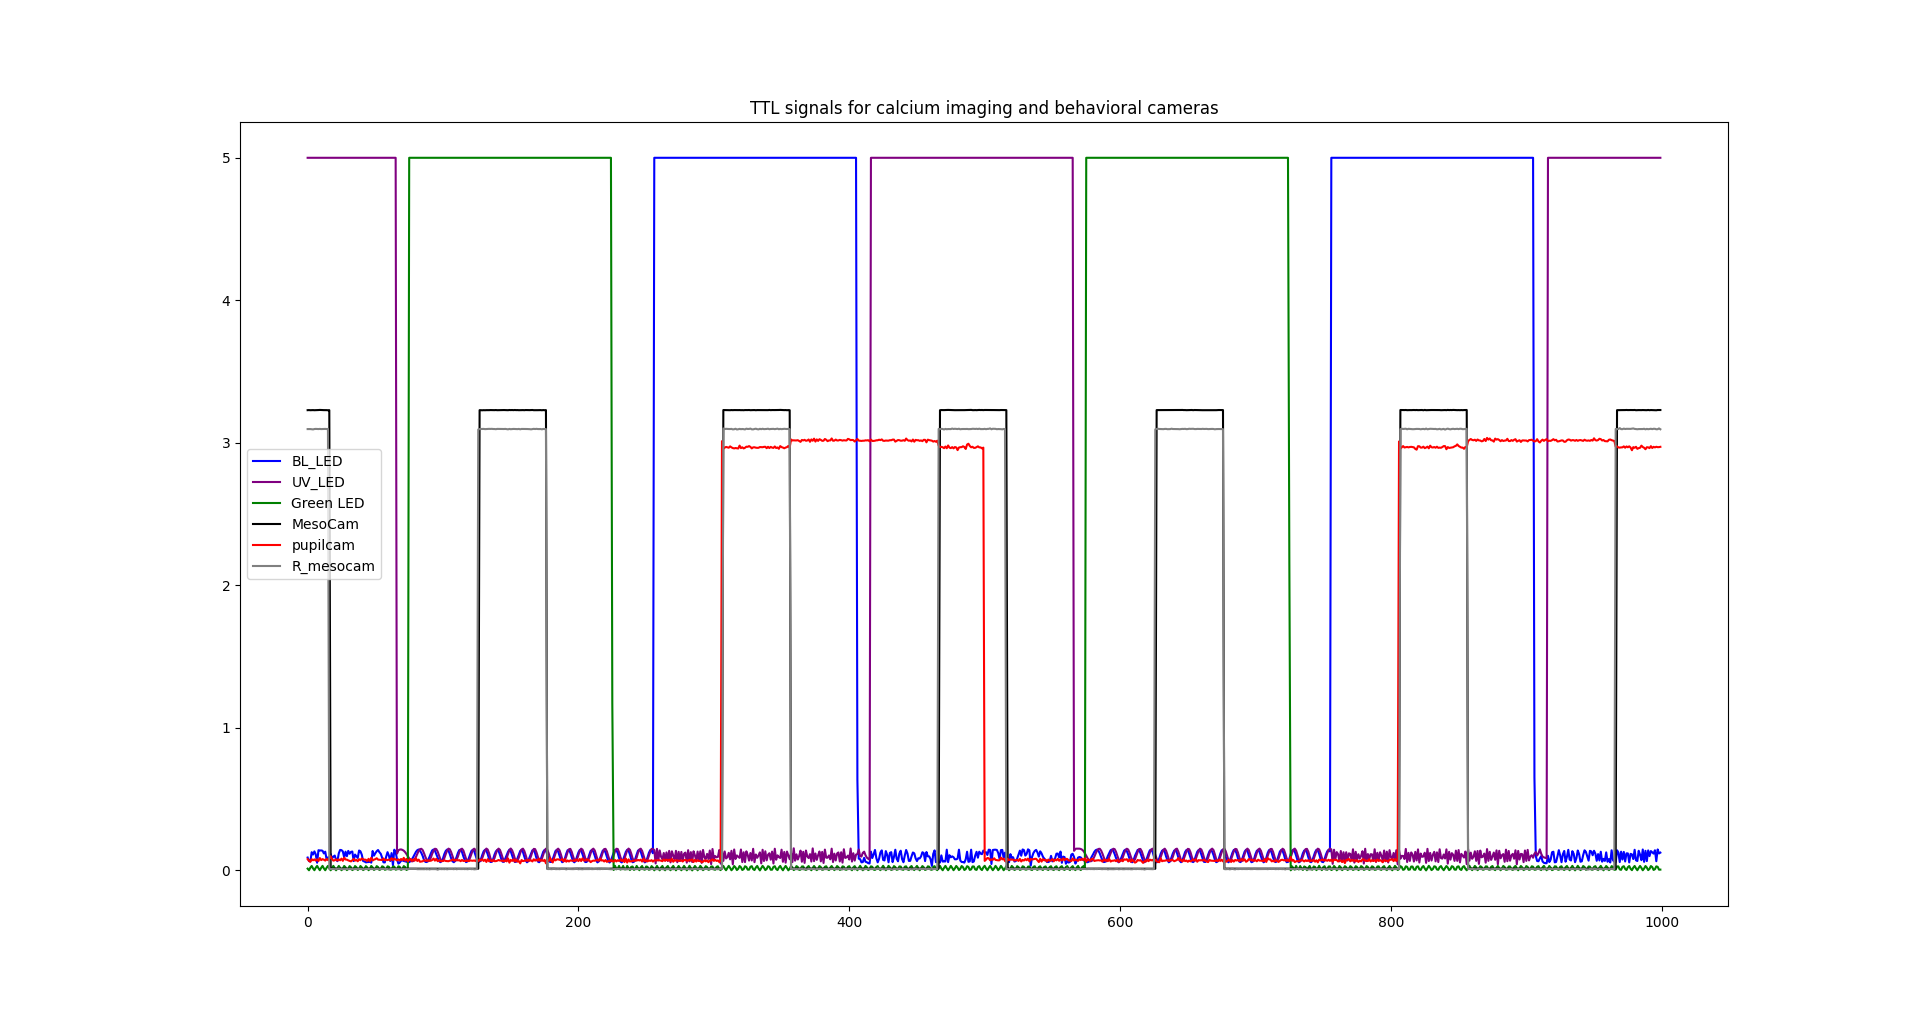 TTL signals for calcium imaging and behavioral cameras
5
4
3
2
1
0
BL_LED
UV_LED
Green LED
MesoCam
pupilcam
R_mesocam
0 200 400 600 800 1000